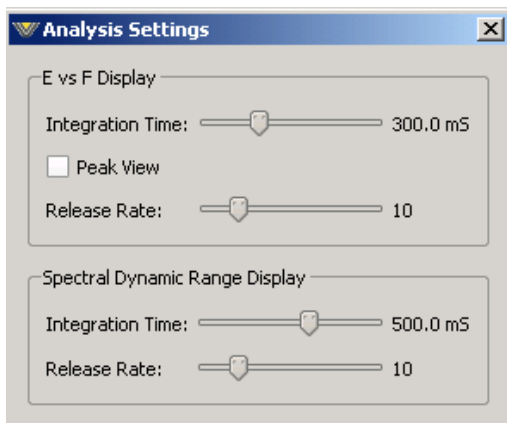 Analysis Settings
E vs F Display
Integration Time: 300.0 mS
Peak View
Release Rate: 10
Spectral Dynamic Range Display
Integration Time: 500.0 mS
Release Rate: 10